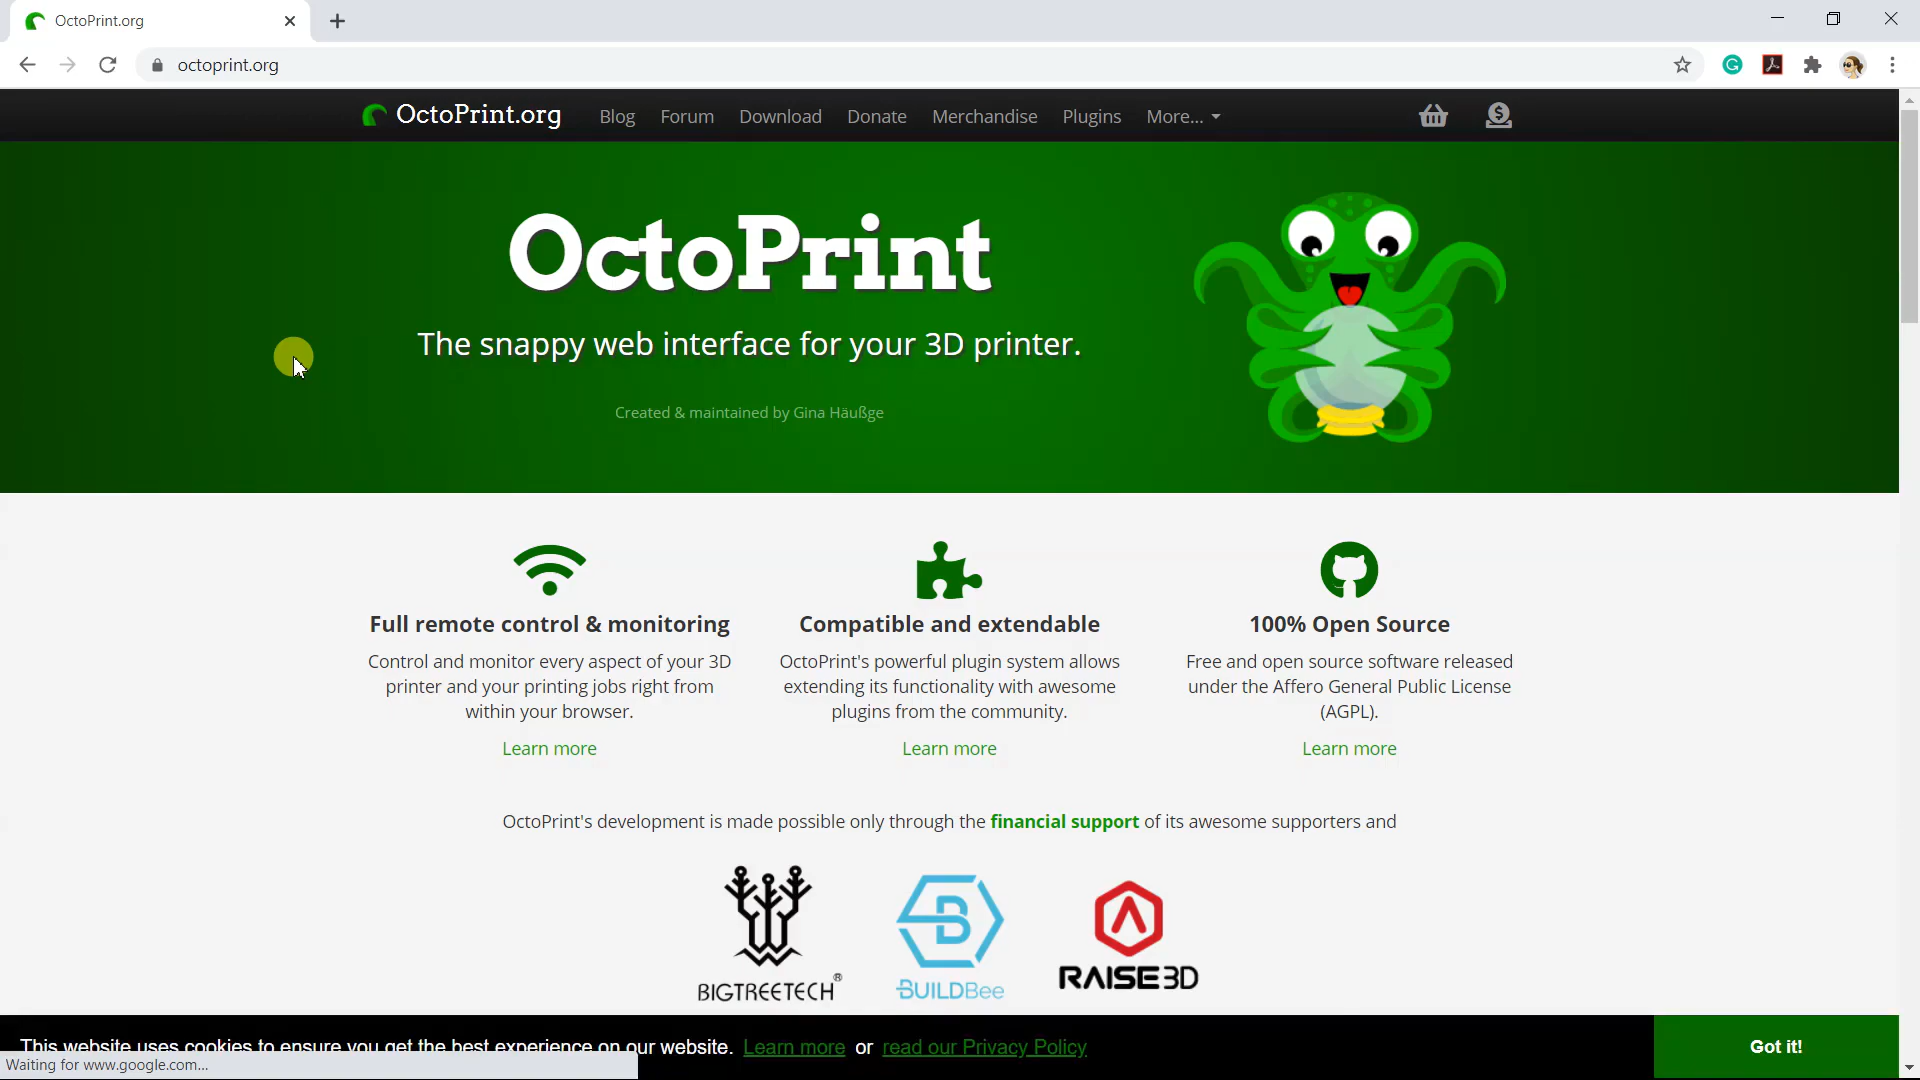 OctoPrint.org
octoprint.org
OctoPrint.org Blog Forum Download Donate Merchandise Plugins More...
OctoPrint
The snappy web interface for your 3D printer.
Created & maintained by Gina Häußge
Full remote control & monitoring
Control and monitor every aspect of your 3D
printer and your printing jobs right from
within your browser.
Learn more
Compatible and extendable
OctoPrint's powerful plugin system allows
extending its functionality with awesome
plugins from the community.
Learn more
100% Open Source
Free and open source software released
under the Affero General Public License
(AGPL).
Learn more
OctoPrint's development is made possible only through the financial support of its awesome supporters and
BIGTREETECH®
BUILDBee
RAISE3D
This website uses cookies to ensure you get the best experience on our website. Learn more or read our Privacy Policy
Got it!
Waiting for www.google.com...